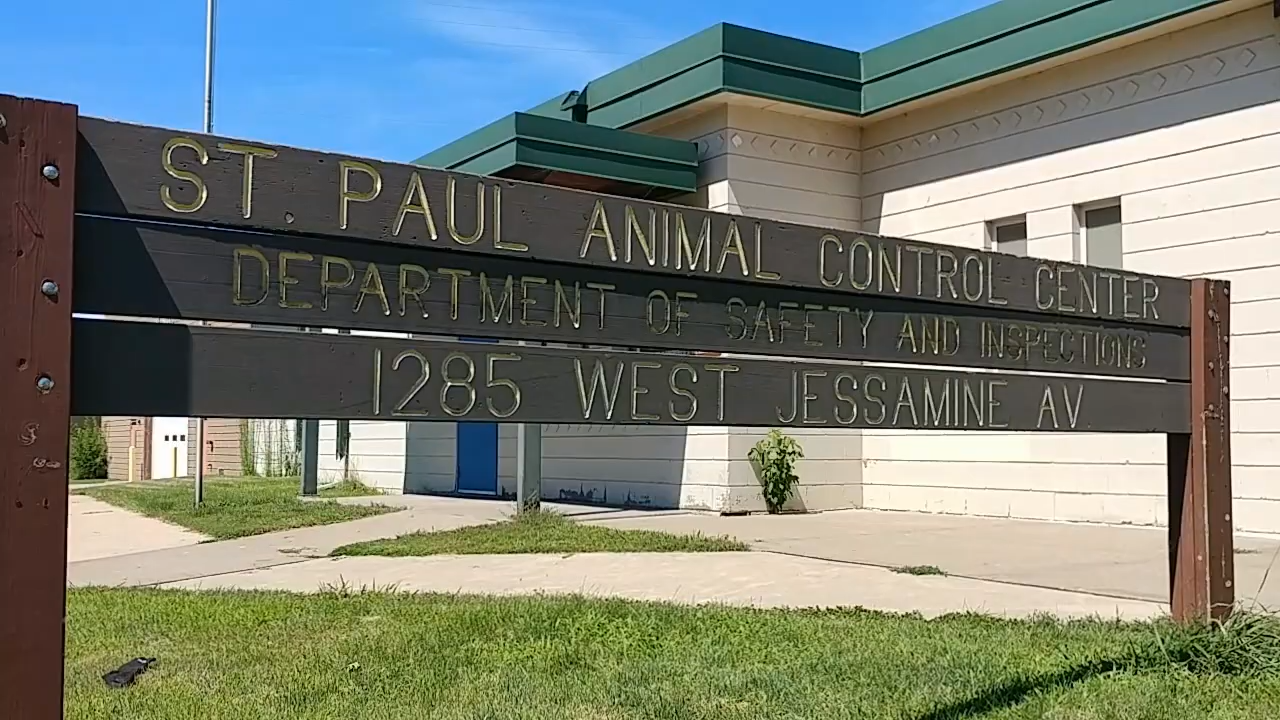 ST. PAUL ANIMAL CONTROL CENTER
DEPARTMENT OF SAFETY AND INSPECTIONS
1285 WEST JESSAMINE AV